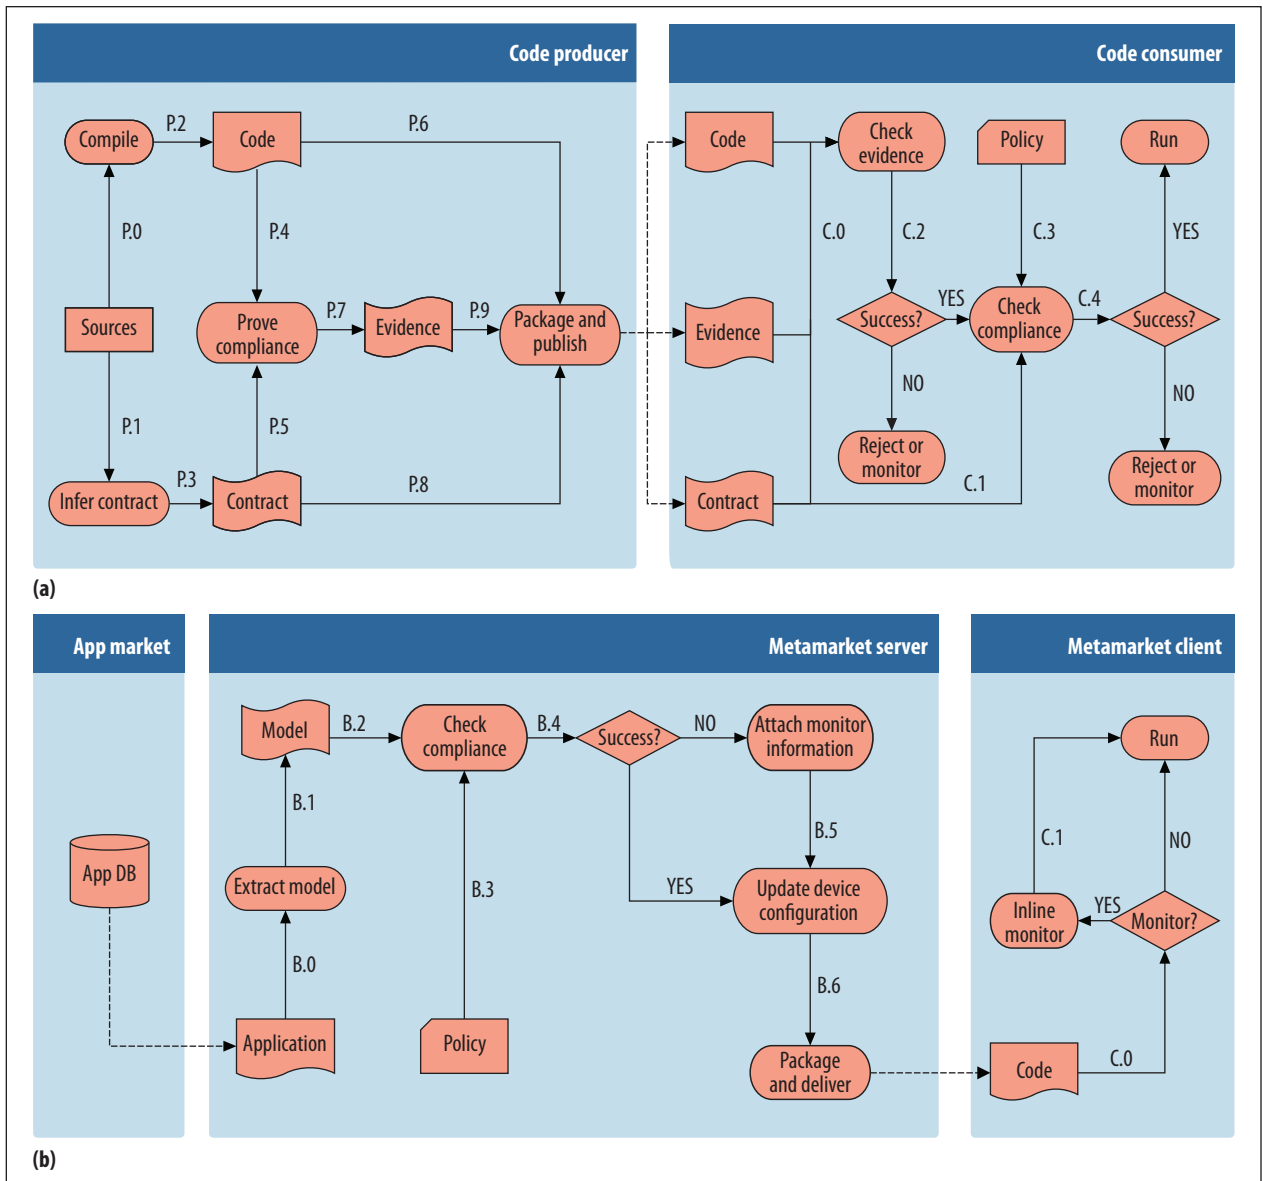 Code producer
Code consumer
Compile
P.2
Code
P.6
Code
Check
evidence
Policy
Run
P.0
P.4
C.0
C.2
C.3
YES
Sources
Prove
compliance
P.7
Evidence
P.9
Package and
publish
Evidence
Success?
YES
Check
compliance
C.4
Success?
P.1
P.5
NO
NO
Infer contract
P.3
Contract
P.8
Contract
C.1
Reject or
monitor
Reject or
monitor
(a)
App market
Metamarket server
Metamarket client
Model
B.2
Check
compliance
B.4
Success?
NO
Attach monitor
information
Run
B.1
B.5
C.1
NO
App DB
Extract model
B.3
YES
Update device
configuration
Inline
monitor
YES
Monitor?
B.0
B.6
Application
Policy
Package
and deliver
Code
C.0
(b)